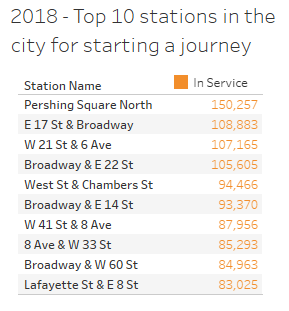 2018 - Top 10 stations in the
city for starting a journey
Station Name In Service
Pershing Square North 150,257
E 17 St & Broadway 108,883
W 21 St & 6 Ave 107,165
Broadway & E 22 St 105,605
West St & Chambers St 94,466
Broadway & E 14 St 93,370
W 41 St & 8 Ave 87,956
8 Ave & W 33 St 85,293
Broadway & W 60 St 84,963
Lafayette St & E 8 St 83,025